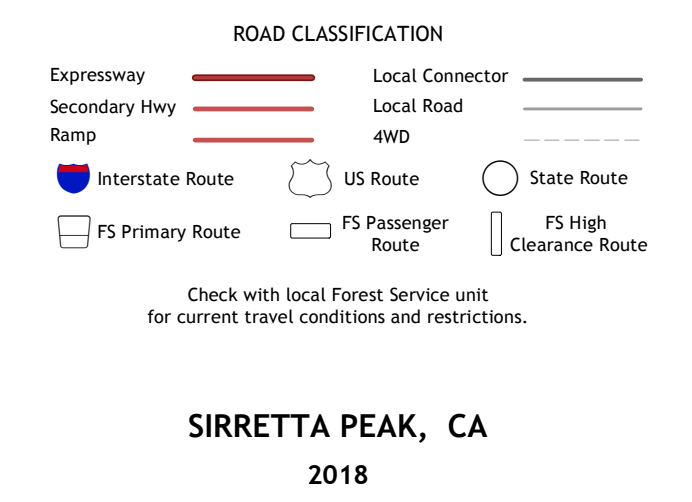 ROAD CLASSIFICATION
Expressway
Local Connector
Secondary Hwy
Local Road
Ramp
4WD
Interstate Route
US Route
State Route
FS Primary Route
FS Passenger
Route
FS High
Clearance Route
Check with local Forest Service unit
for current travel conditions and restrictions.
SIRRETTA PEAK, CA
2018